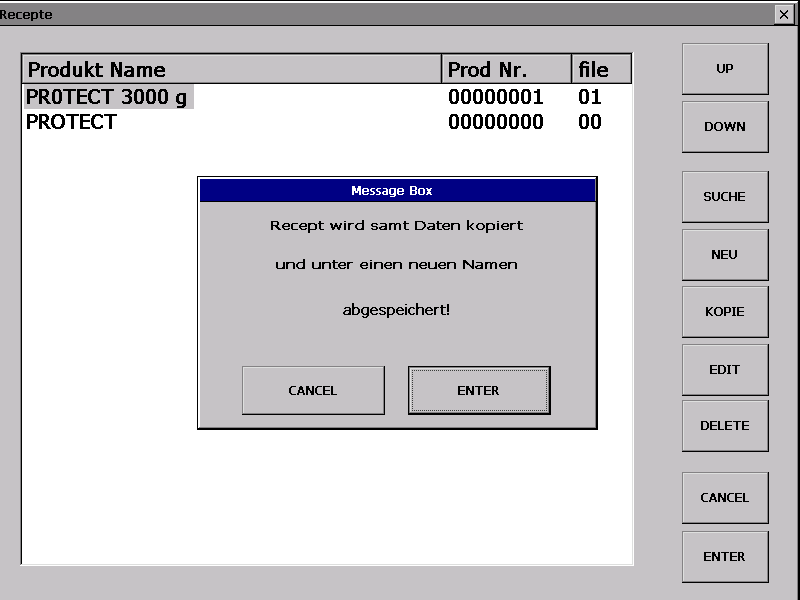 Recepte
Produkt Name Prod Nr. file
PR0TECT 3000 g 00000001 01
PROTECT 00000000 00
Message Box
Recept wird samt Daten kopiert
und unter einen neuen Namen
abgespeichert!
CANCEL ENTER
UP
DOWN
SUCHE
NEU
KOPIE
EDIT
DELETE
CANCEL
ENTER